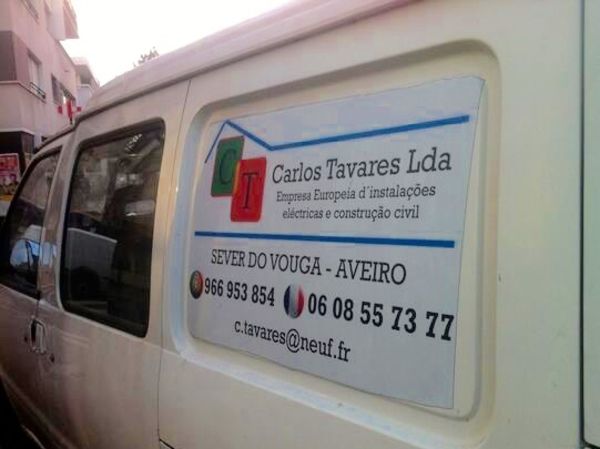 C
T
Carlos Tavares Lda
Empresa Europeia d'instalações
eléctricas e construção civil
SEVER DO VOUGA - AVEIRO
966 953 854 06 08 55 73 77
c.tavares@neuf.fr